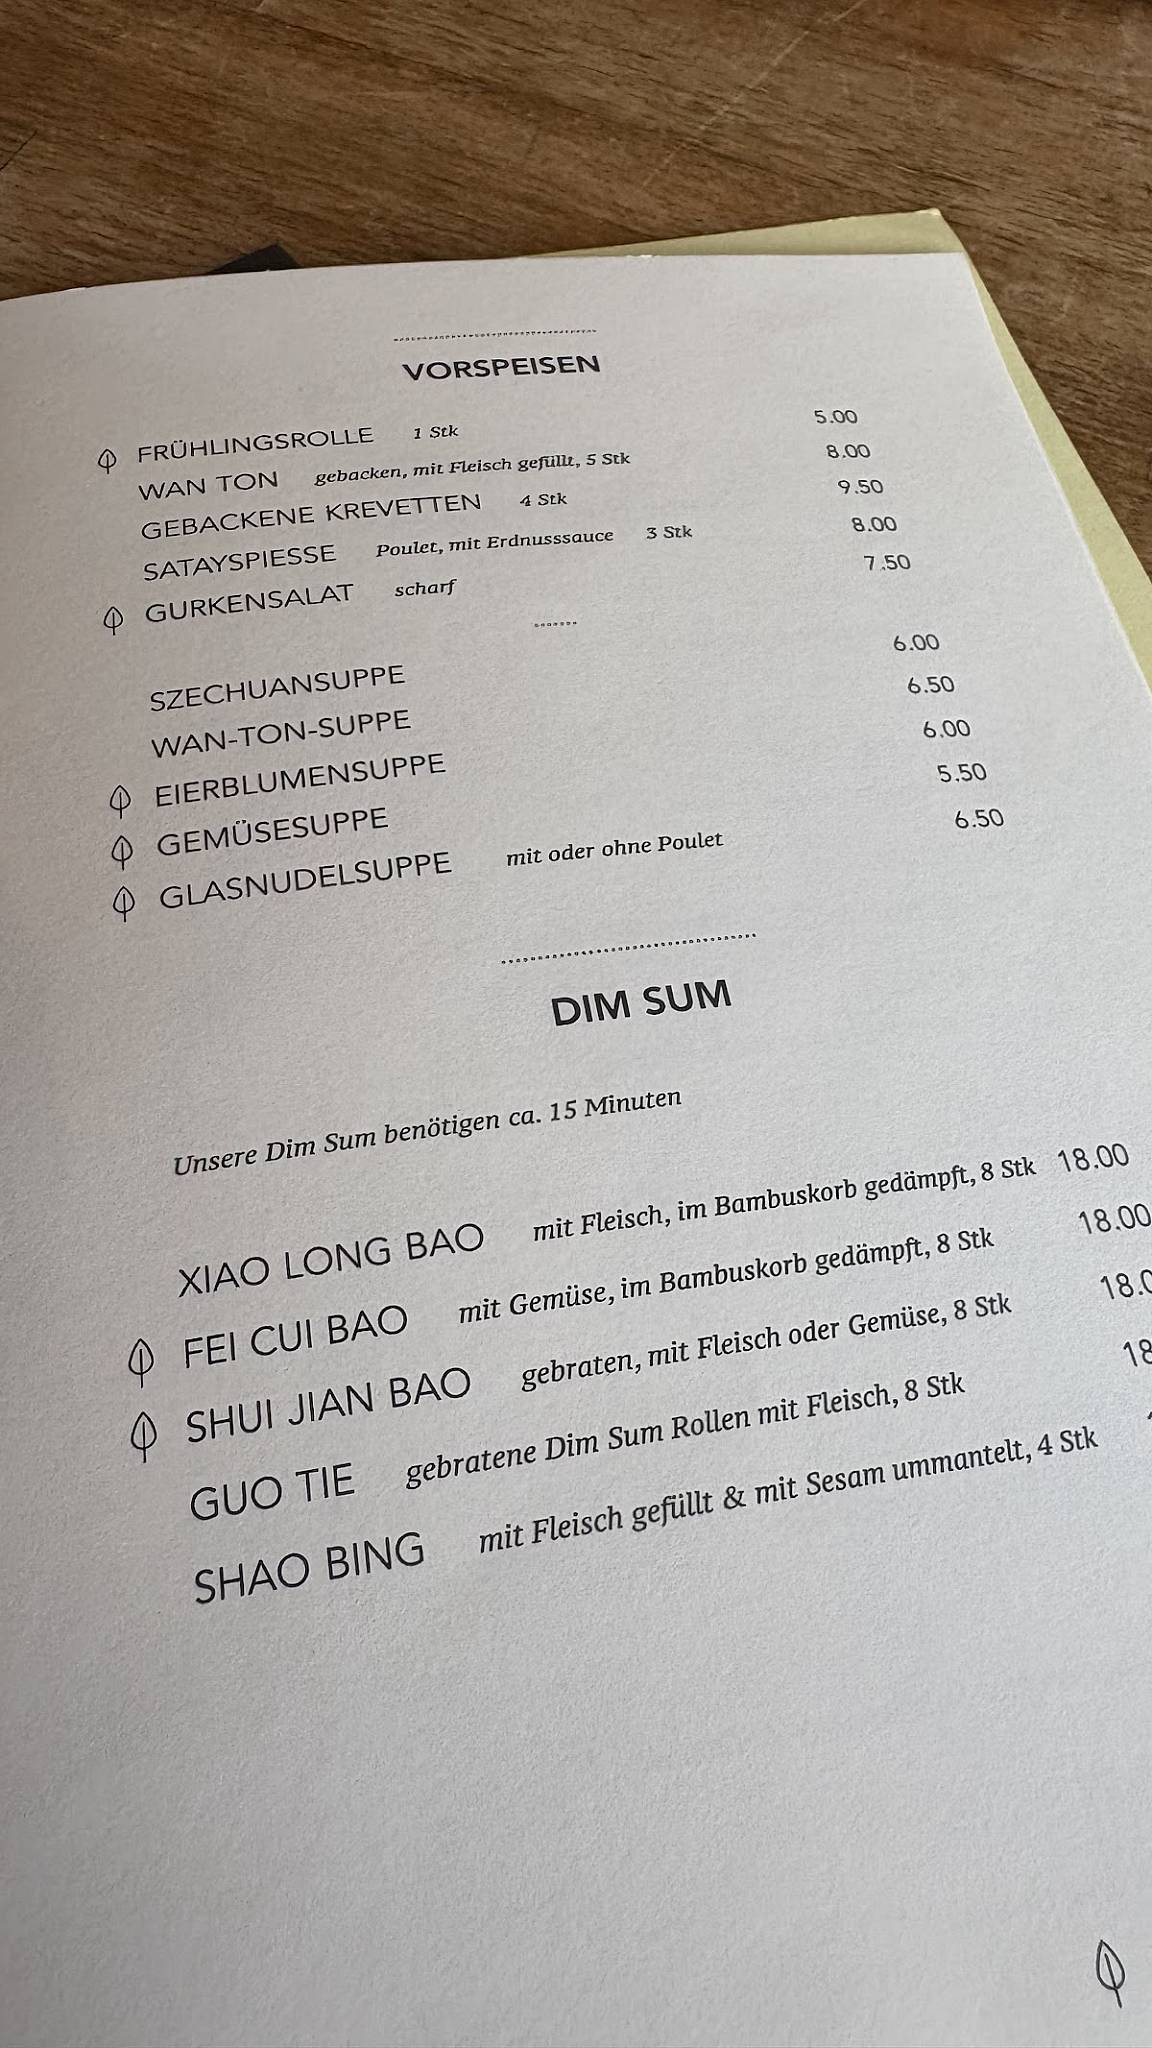 VORSPEISEN
FRÜHLINGSROLLE 1 Stk 5.00
WAN TON gebacken, mit Fleisch gefüllt, 5 Stk 8.00
GEBACKENE KREVETTEN 4 Stk 9.50
SATAYSPIESSE Poulet, mit Erdnusssauce 3 Stk 8.00
GURKENSALAT scharf 7.50
SZECHUANSUPPE 6.00
WAN-TON-SUPPE 6.50
EIERBLUMENSUPPE 6.00
GEMÜSESUPPE 5.50
GLASNUDELSUPPE mit oder ohne Poulet 6.50
DIM SUM
Unsere Dim Sum benötigen ca. 15 Minuten
XIAO LONG BAO mit Fleisch, im Bambuskorb gedämpft, 8 Stk 18.00
FEI CUI BAO mit Gemüse, im Bambuskorb gedämpft, 8 Stk 18.00
SHUI JIAN BAO gebraten, mit Fleisch oder Gemüse, 8 Stk 18.0
GUO TIE gebratene Dim Sum Rollen mit Fleisch, 8 Stk 18
SHAO BING mit Fleisch gefüllt & mit Sesam ummantelt, 4 Stk